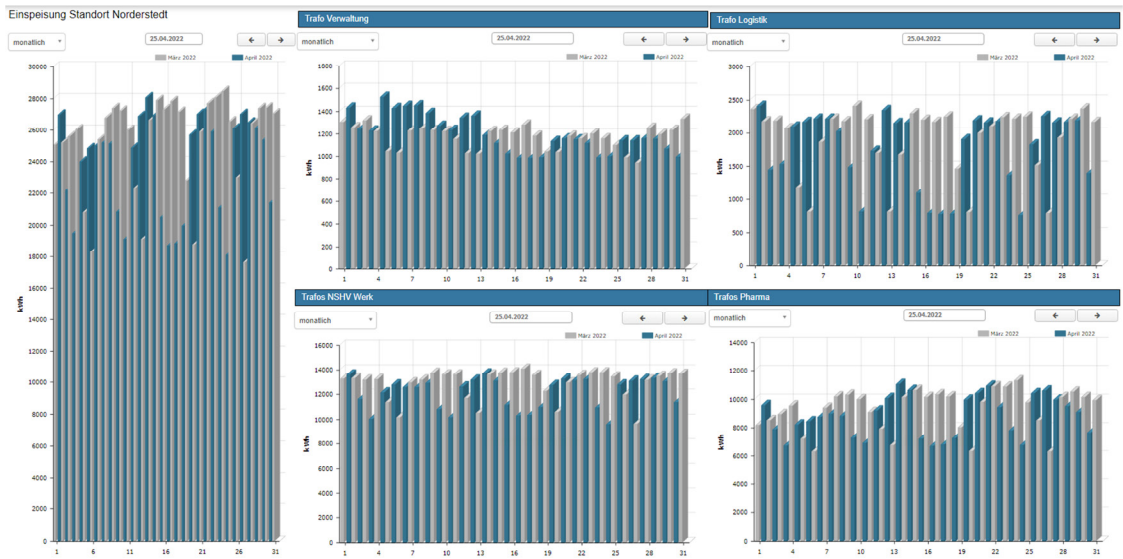 Einspeisung Standort Norderstedt
monatlich
25.04.2022
März 2022
April 2022
30000
28000
26000
24000
22000
20000
18000
16000
14000
12000
10000
8000
6000
4000
2000
0
kWh
1 6 11 16 21 26 31
Trafo Verwaltung
monatlich
25.04.2022
März 2022
April 2022
1800
1600
1400
1200
1000
800
600
400
200
0
kWh
1 4 7 10 13 16 19 22 25 28 31
Trafo Logistik
monatlich
25.04.2022
März 2022
April 2022
3000
2500
2000
1500
1000
500
0
kWh
1 4 7 10 13 16 19 22 25 28 31
Trafos NSHV Werk
monatlich
25.04.2022
März 2022
April 2022
16000
14000
12000
10000
8000
6000
4000
2000
0
kWh
1 4 7 10 13 16 19 22 25 28 31
Trafos Pharma
monatlich
25.04.2022
März 2022
April 2022
14000
12000
10000
8000
6000
4000
2000
0
kWh
1 4 7 10 13 16 19 22 25 28 31